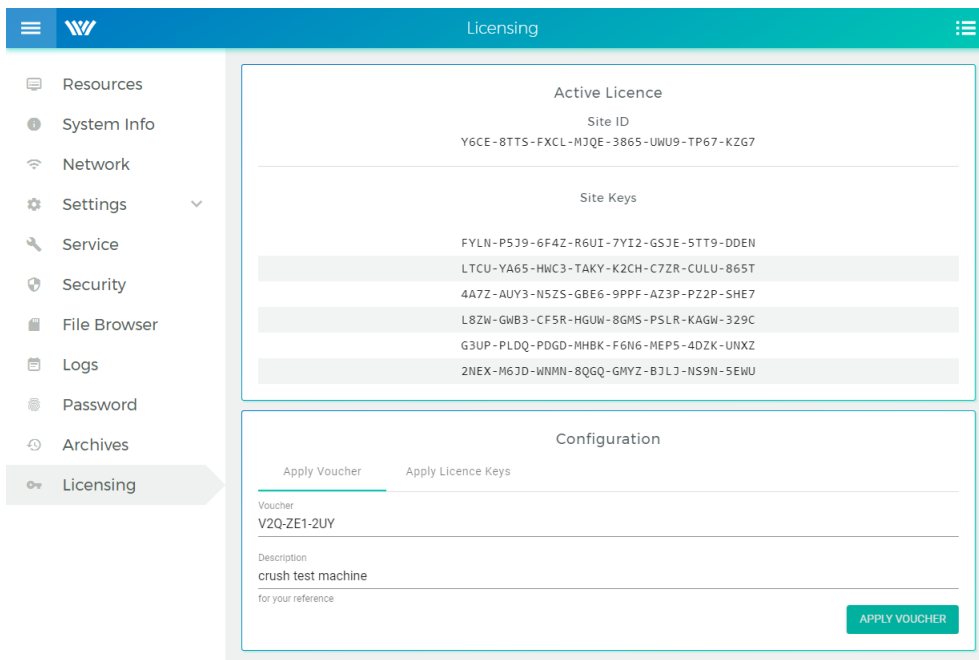 Licensing
Resources
System Info
Network
Settings
Service
Security
File Browser
Logs
Password
Archives
Licensing
Active Licence
Site ID
Y6CE-8TTS-FXCL-MJQE-3865-UWU9-TP67-KZG7
Site Keys
FYLN-P5J9-6F4Z-R6UI-7YI2-GSJE-5TT9-DDEN
LTCU-YA65-HWC3-TAKY-K2CH-C7ZR-CULU-865T
4A7Z-AUY3-N5ZS-GBE6-9PPF-AZ3P-PZ2P-SHE7
L8ZW-GWB3-CF5R-HGUW-8GMS-PSLR-KAGW-329C
G3UP-PLDQ-PDGD-MHBK-F6N6-MEP5-4DZK-UNXZ
2NEX-M6JD-WNMN-8QGQ-GMYZ-BJLJ-NS9N-5EWU
Configuration
Apply Voucher Apply Licence Keys
Voucher
V2Q-ZE1-2UY
Description
crush test machine
for your reference
APPLY VOUCHER